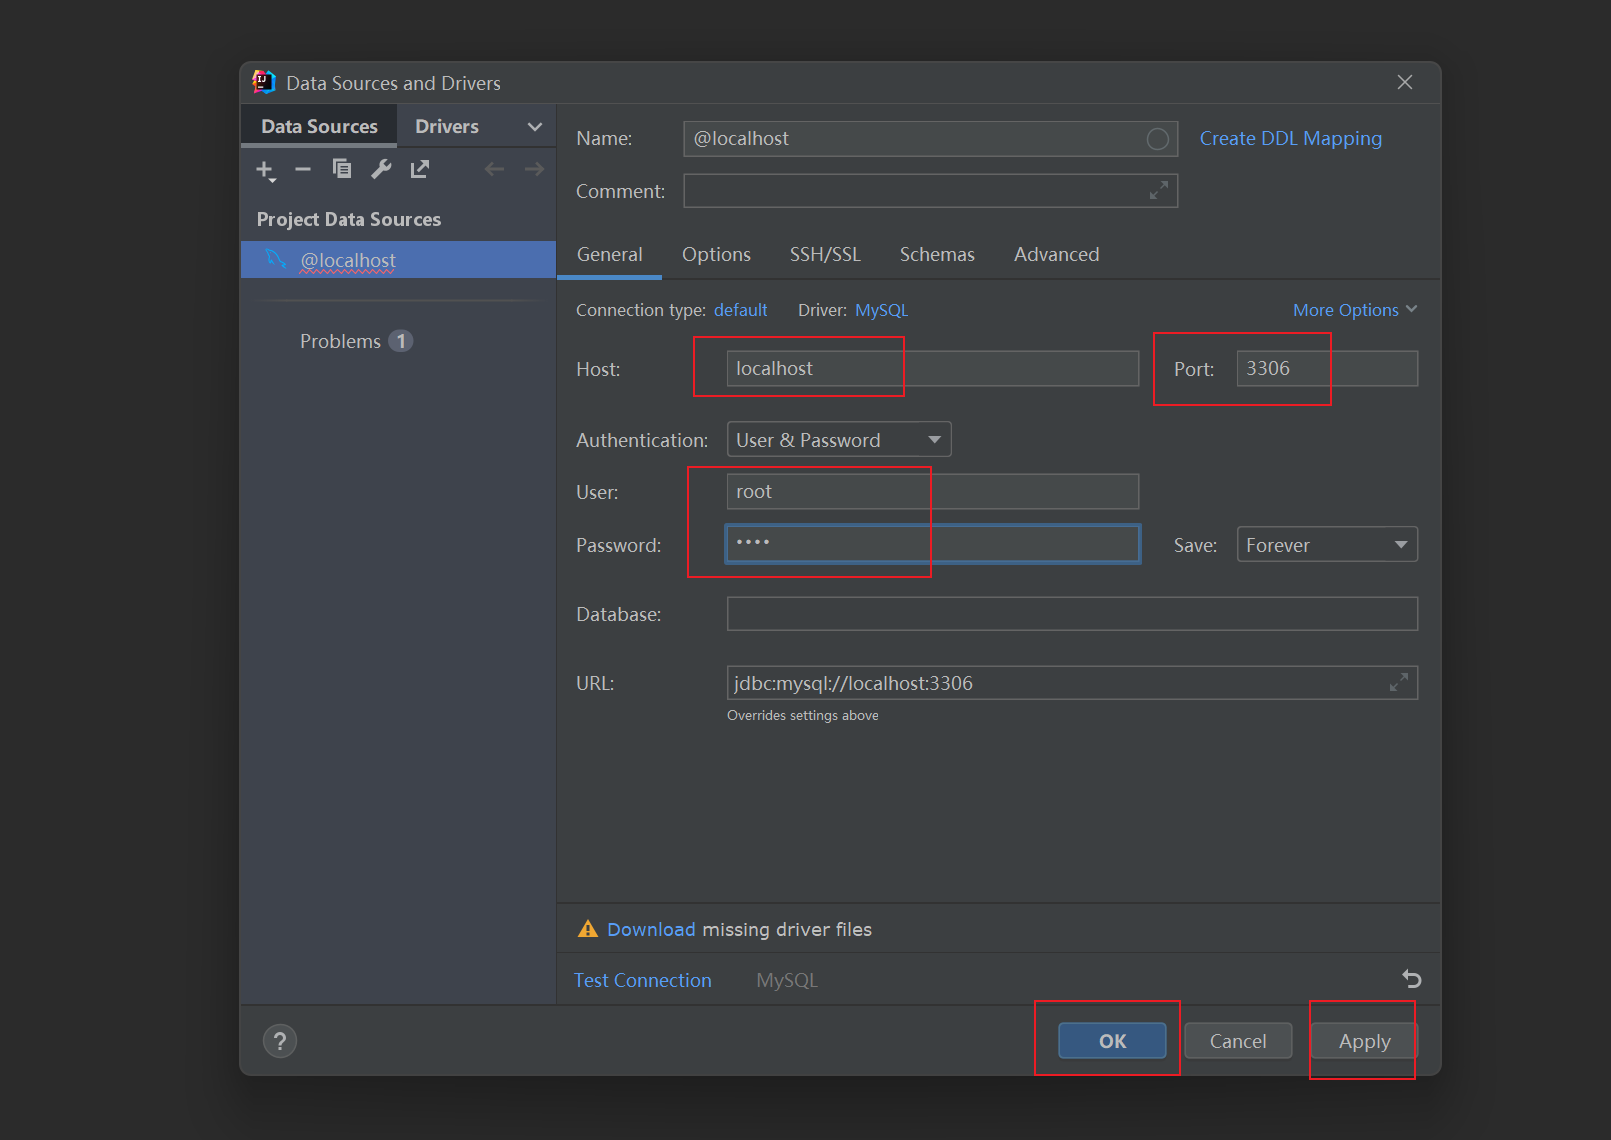 Data Sources and Drivers
Data Sources Drivers
Name: @localhost Create DDL Mapping
Comment:
Project Data Sources
@localhost
Problems 1
General Options SSH/SSL Schemas Advanced
Connection type: default Driver: MySQL More Options
Host: localhost Port: 3306
Authentication: User & Password
User: root
Password: •••• Save: Forever
Database:
URL: jdbc:mysql://localhost:3306
Overrides settings above
Download missing driver files
Test Connection MySQL
? OK Cancel Apply